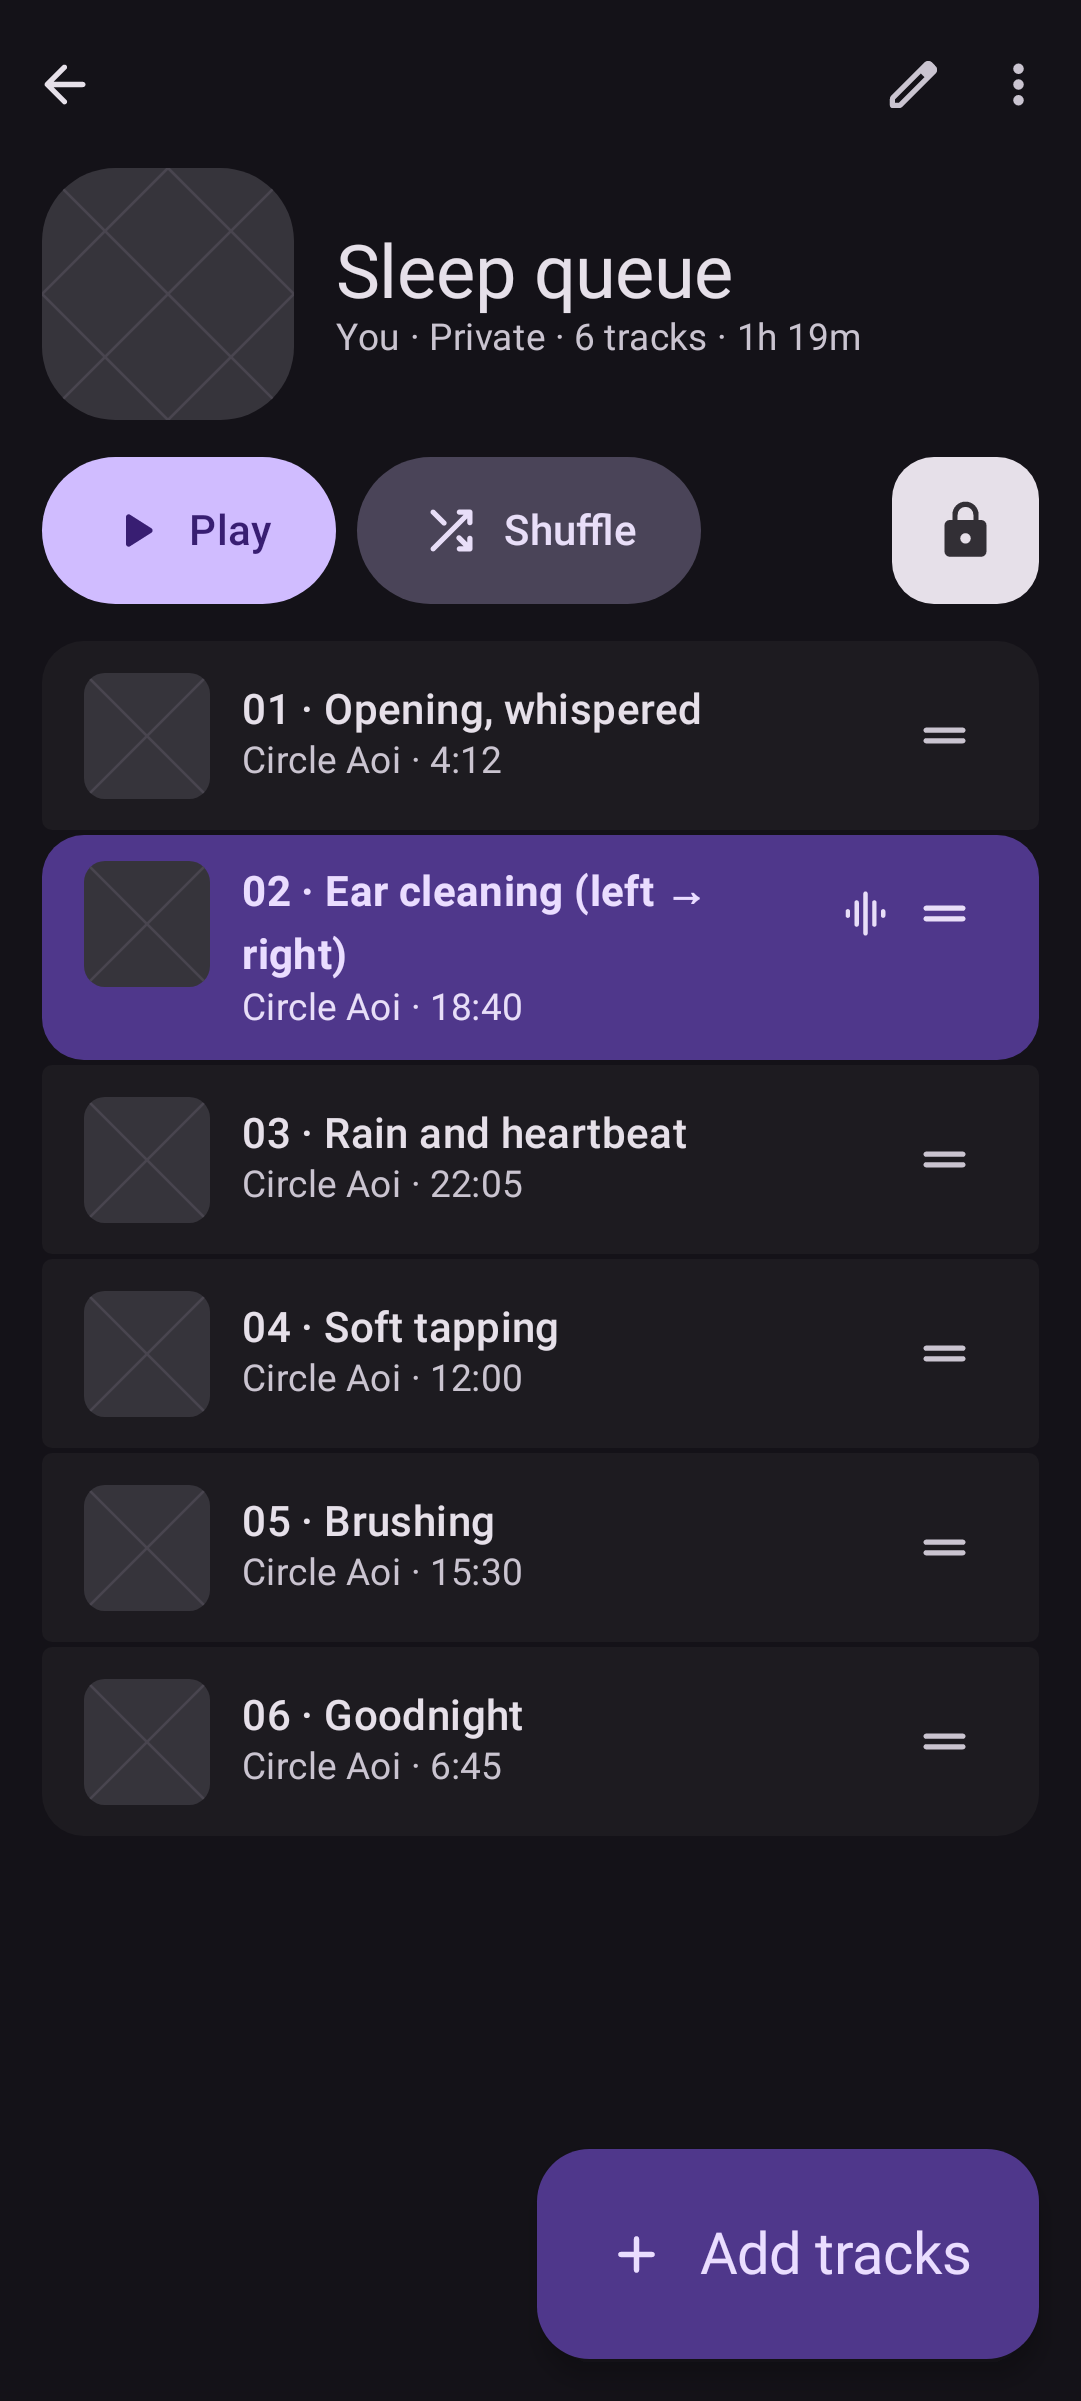 Sleep queue
You · Private · 6 tracks · 1h 19m
Play
Shuffle
01 · Opening, whispered
Circle Aoi · 4:12
02 · Ear cleaning (left →
right)
Circle Aoi · 18:40
03 · Rain and heartbeat
Circle Aoi · 22:05
04 · Soft tapping
Circle Aoi · 12:00
05 · Brushing
Circle Aoi · 15:30
06 · Goodnight
Circle Aoi · 6:45
Add tracks